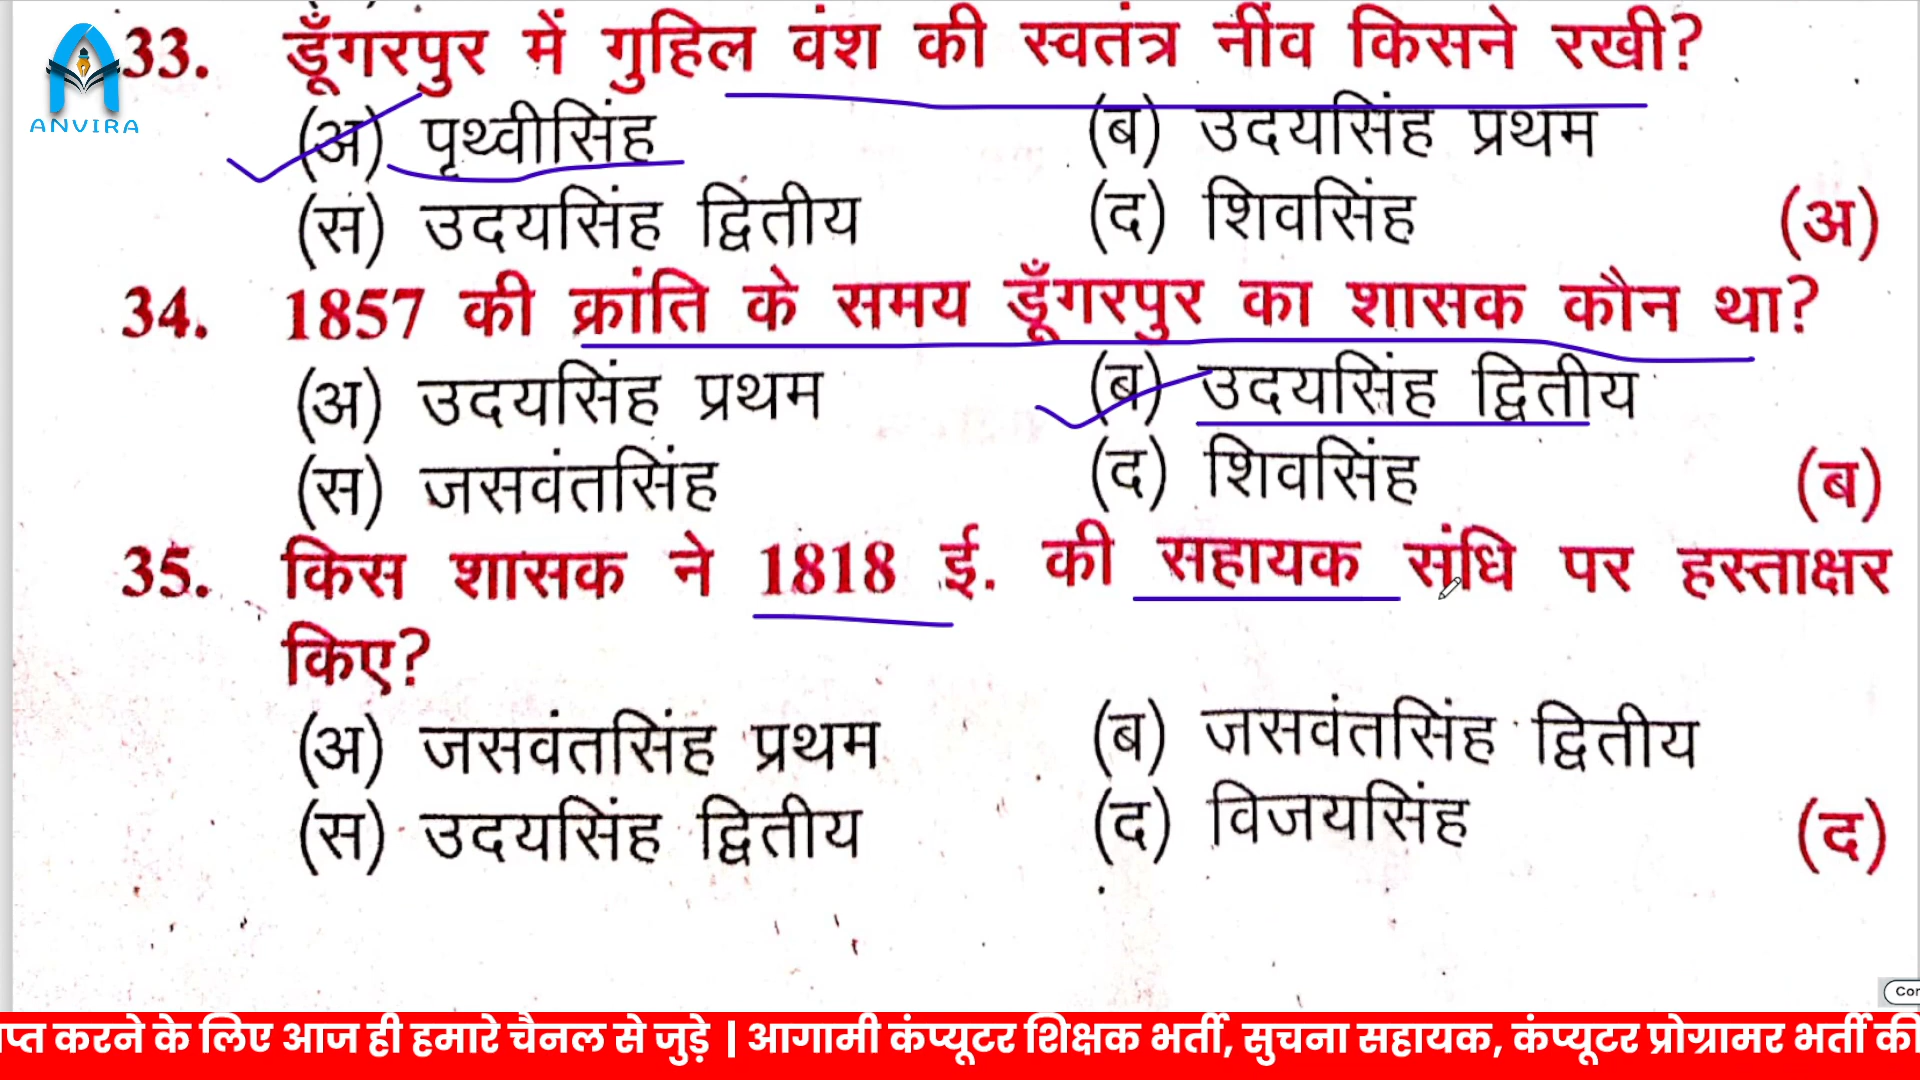 ANVIRA
33. डूँगरपुर में गुहिल वंश की स्वतंत्र नींव किसने रखी?
(अ) पृथ्वीसिंह (ब) उदयसिंह प्रथम
(स) उदयसिंह द्वितीय (द) शिवसिंह (अ)
34. 1857 की क्रांति के समय डूँगरपुर का शासक कौन था?
(अ) उदयसिंह प्रथम (ब) उदयसिंह द्वितीय
(स) जसवंतसिंह (द) शिवसिंह (ब)
35. किस शासक ने 1818 ई. की सहायक संधि पर हस्ताक्षर
किए?
(अ) जसवंतसिंह प्रथम (ब) जसवंतसिंह द्वितीय
(स) उदयसिंह द्वितीय (द) विजयसिंह (द)
करने के लिए आज ही हमारे चैनल से जुड़े | आगामी कंप्यूटर शिक्षक भर्ती, सुचना सहायक, कंप्यूटर प्रोग्रामर भर्ती की